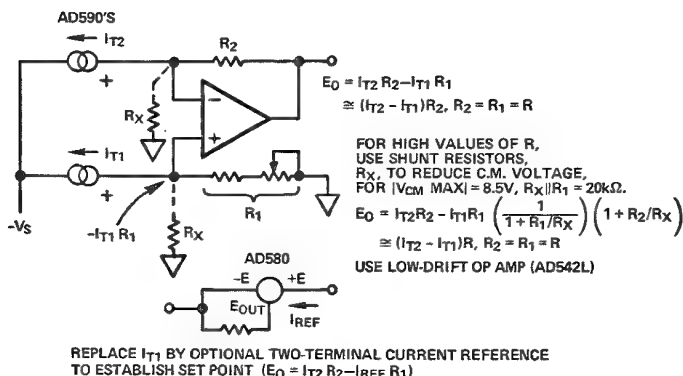 AD590'S
IT2
R2
+
RX
−
+
EO = IT2 R2−IT1 R1
≅ (IT2 − IT1)R2, R2 = R1 = R
IT1
+
R1
−VS
−IT1 R1
RX
FOR HIGH VALUES OF R,
USE SHUNT RESISTORS,
RX, TO REDUCE C.M. VOLTAGE,
FOR |VCM MAX| = 8.5V, RX||R1 = 20kΩ.
EO = IT2R2 − IT1R1 (1 / 1 + R1/RX) (1 + R2/RX)
≅ (IT2 − IT1)R, R2 = R1 = R
USE LOW-DRIFT OP AMP (AD542L)
AD580
−E
+E
EOUT
IREF
REPLACE IT1 BY OPTIONAL TWO-TERMINAL CURRENT REFERENCE
TO ESTABLISH SET POINT (EO = IT2 R2−IREF R1)